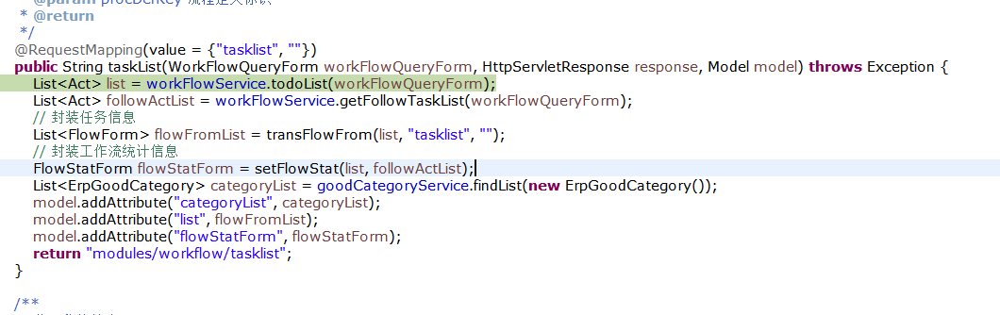 * @return
*/
@RequestMapping(value = {"tasklist", ""})
public String taskList(WorkFlowQueryForm workFlowQueryForm, HttpServletResponse response, Model model) throws Exception {
List<Act> list = workFlowService.todoList(workFlowQueryForm);
List<Act> followActList = workFlowService.getFollowTaskList(workFlowQueryForm);
// 封装任务信息
List<FlowForm> flowFromList = transFlowFrom(list, "tasklist", "");
// 封装工作流统计信息
FlowStatForm flowStatForm = setFlowStat(list, followActList);
List<ErpGoodCategory> categoryList = goodCategoryService.findList(new ErpGoodCategory());
model.addAttribute("categoryList", categoryList);
model.addAttribute("list", flowFromList);
model.addAttribute("flowStatForm", flowStatForm);
return "modules/workflow/tasklist";
}
/**